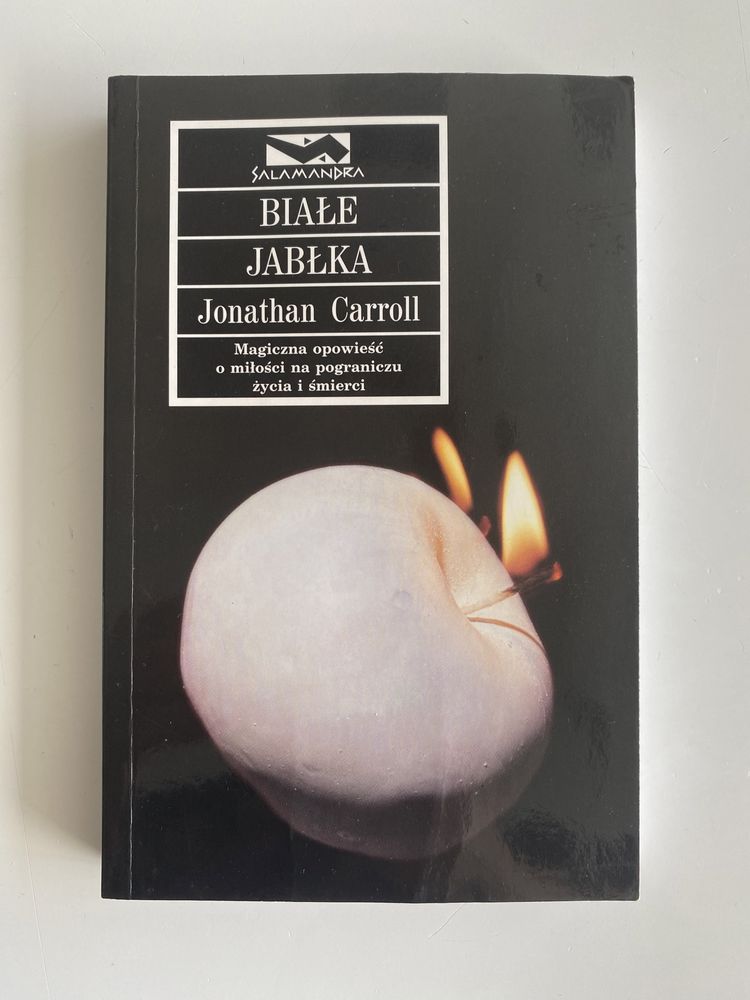 SALAMANDRA
BIAŁE
JABŁKA
Jonathan Carroll
Magiczna opowieść
o miłości na pograniczu
życia i śmierci